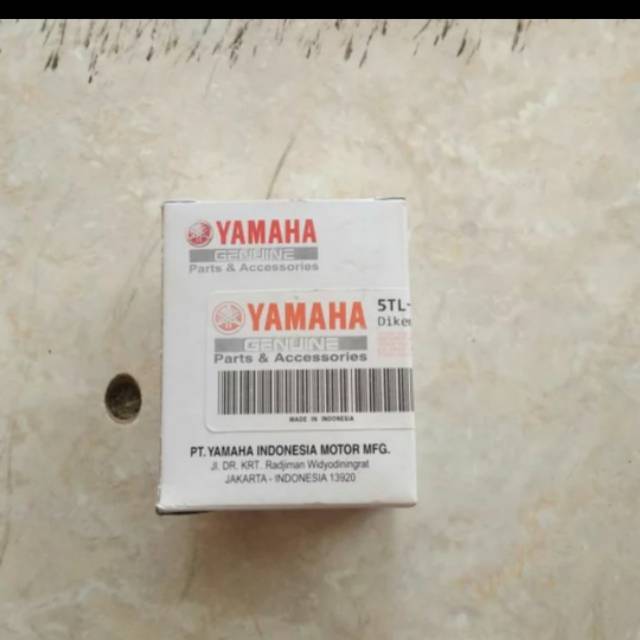 YAMAHA
GENUINE
Parts & Accessories
YAMAHA
GENUINE
Parts & Accessories
5TL-
Dike
MADE IN INDONESIA
PT. YAMAHA INDONESIA MOTOR MFG.
Jl. DR. KRT. Radjiman Widyodiningrat
JAKARTA - INDONESIA 13920